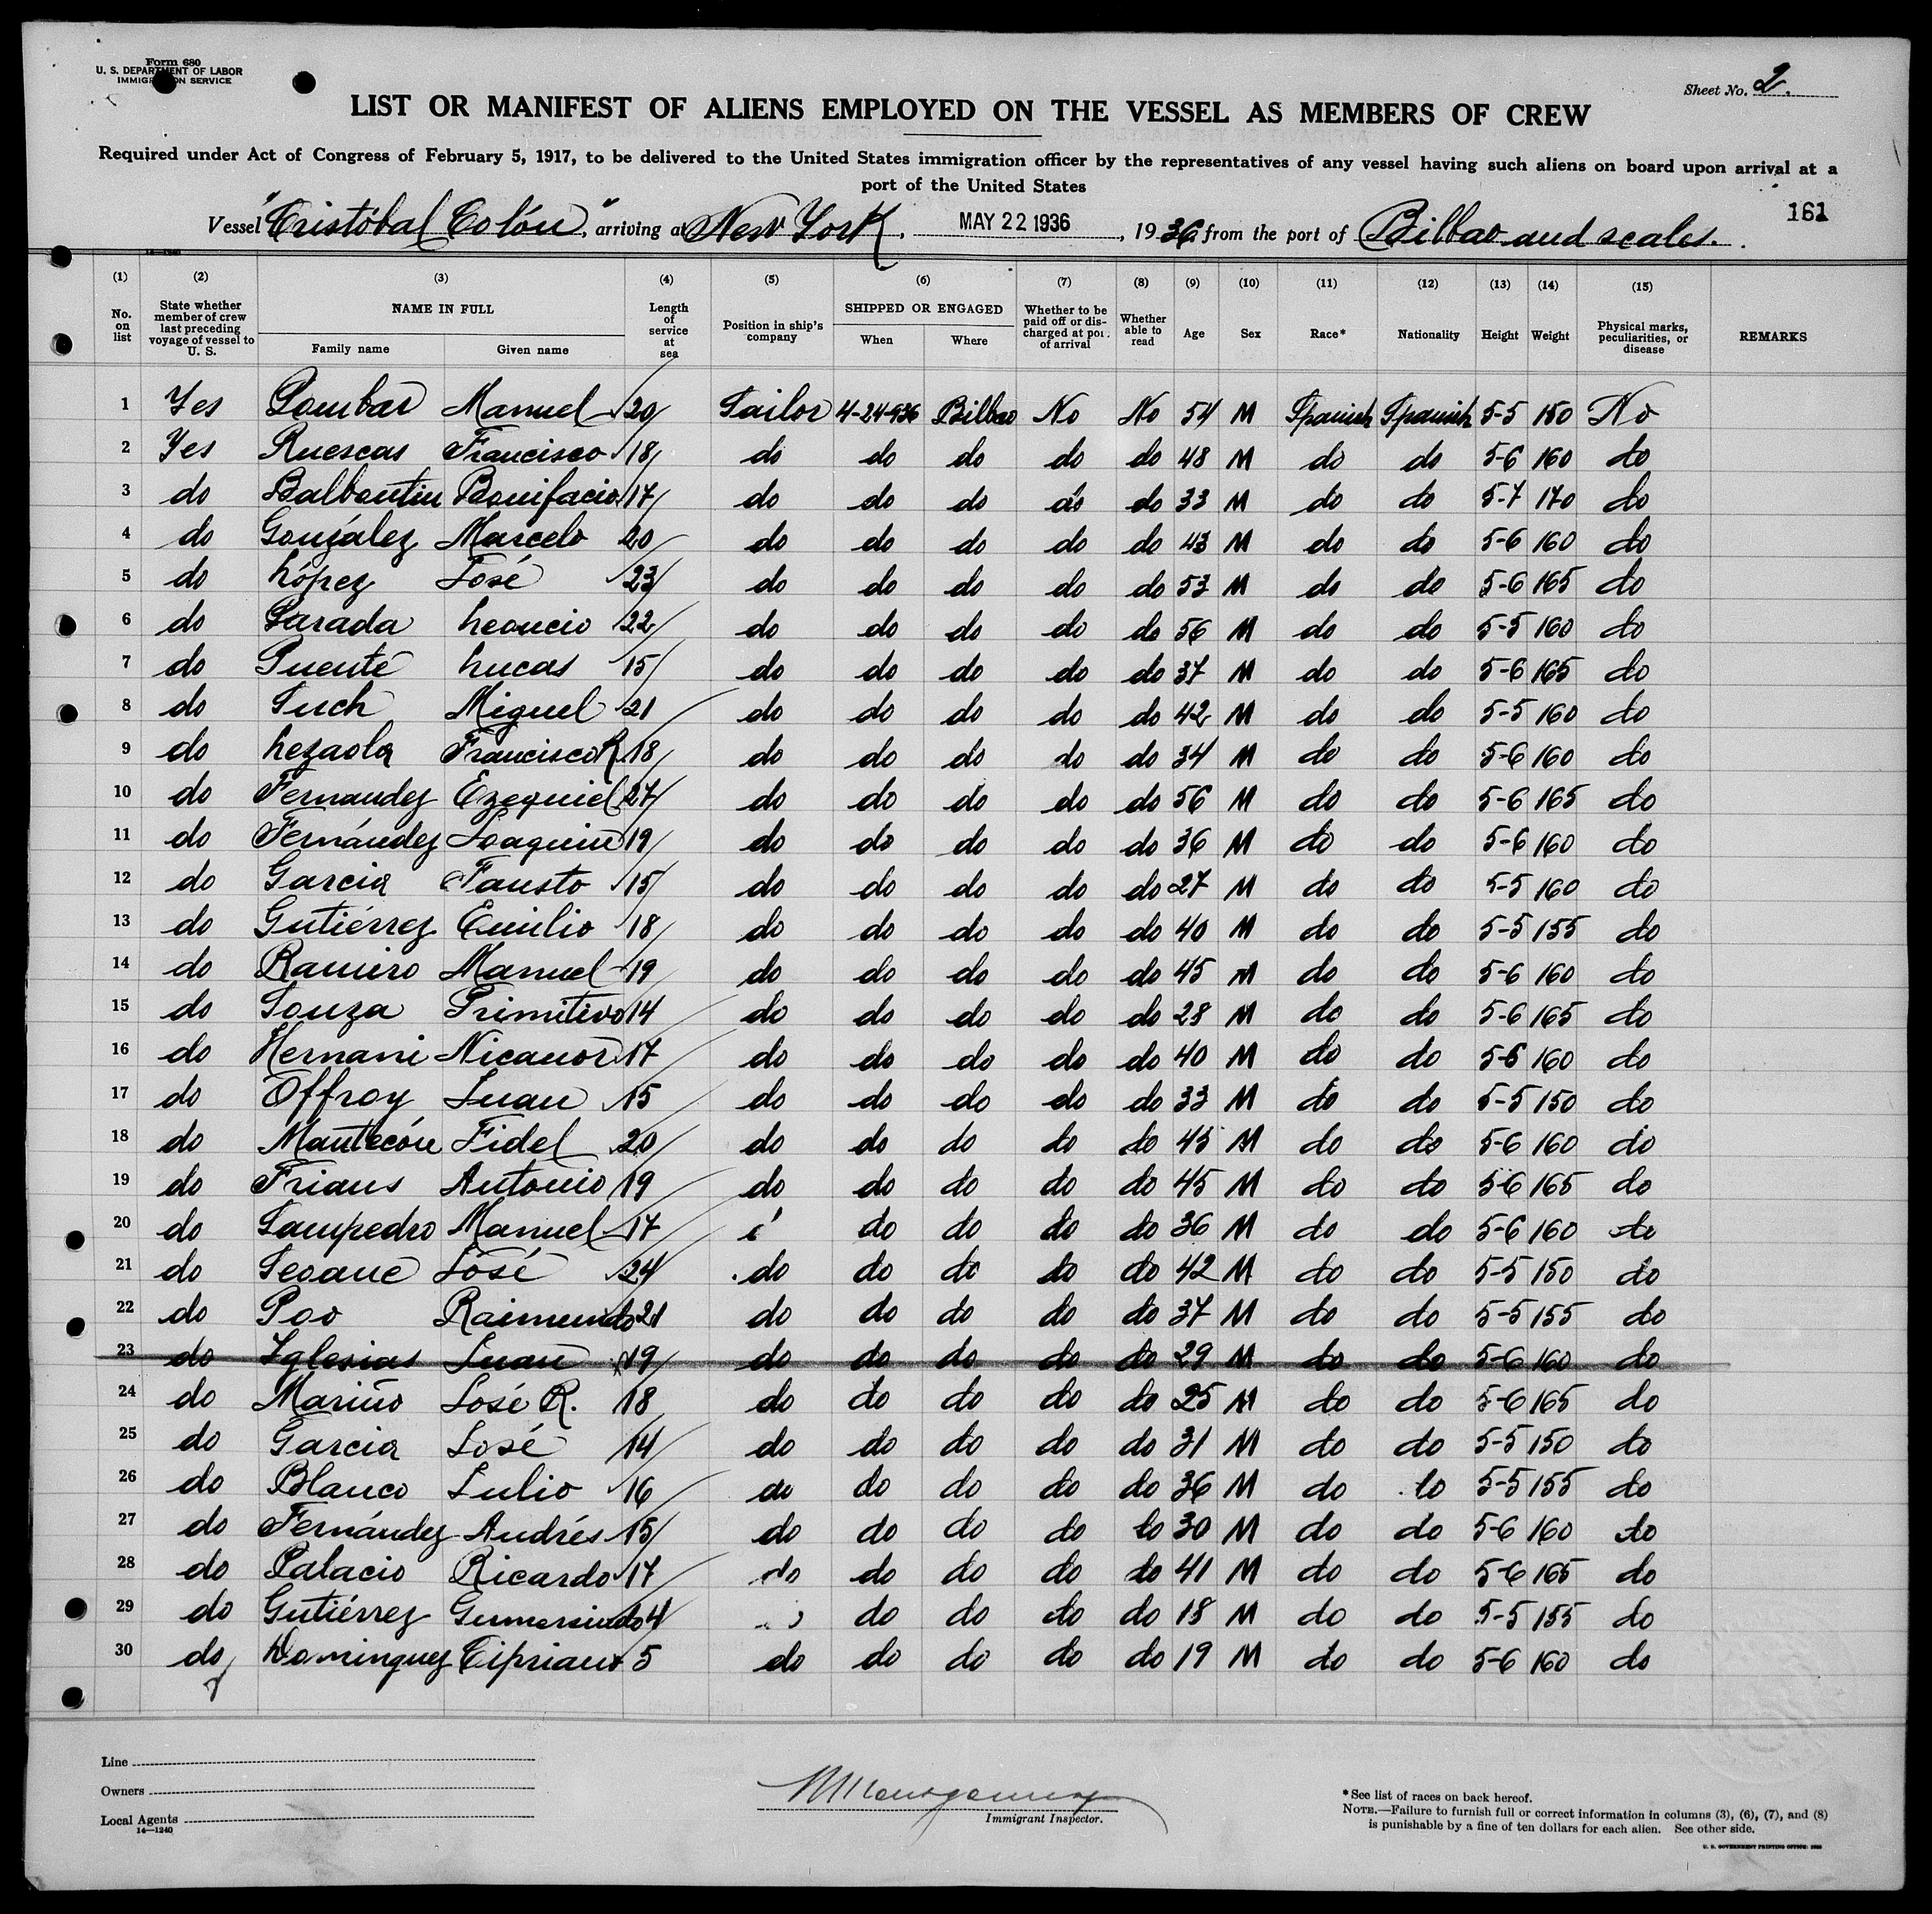 Form 680
U. S. DEPARTMENT OF LABOR
IMMIGRATION SERVICE
Sheet No. 2.
LIST OR MANIFEST OF ALIENS EMPLOYED ON THE VESSEL AS MEMBERS OF CREW
Required under Act of Congress of February 5, 1917, to be delivered to the United States immigration officer by the representatives of any vessel having such aliens on board upon arrival at a
port of the United States
161
Vessel "Cristóbal Colón", arriving at New York, MAY 22 1936, 1936 from the port of Bilbao and scales.
(1) (2) (3) (4) (5) (6) (7) (8) (9) (10) (11) (12) (13) (14) (15)
No. on list State whether member of crew last preceding voyage of vessel to U. S. NAME IN FULL Family name Given name Length of service at sea Position in ship's company SHIPPED OR ENGAGED When Where Whether to be paid off or discharged at port of arrival Whether able to read Age Sex Race* Nationality Height Weight Physical marks, peculiarities, or disease REMARKS
1 Yes Pombar Manuel 20 Sailor 4-24-936 Bilbao No No 54 M Spanish Spanish 5-5 150 No
2 Yes Ruescas Francisco 18 do do do do do 48 M do do 5-6 160 do
3 do Balbontin Bonifacio 17 do do do do do 33 M do do 5-7 170 do
4 do González Marcelo 20 do do do do do 43 M do do 5-6 160 do
5 do López José 23 do do do do do 53 M do do 5-6 165 do
6 do Parada Leoncio 22 do do do do do 56 M do do 5-5 160 do
7 do Puente Lucas 15 do do do do do 37 M do do 5-6 165 do
8 do Such Miguel 21 do do do do do 42 M do do 5-5 160 do
9 do Lezaola Francisco R. 18 do do do do do 34 M do do 5-6 160 do
10 do Fernandez Ezequiel 27 do do do do do 56 M do do 5-6 165 do
11 do Fernández Joaquin 19 do do do do do 36 M do do 5-6 160 do
12 do Garcia Fausto 15 do do do do do 27 M do do 5-5 160 do
13 do Gutiérrez Emilio 18 do do do do do 40 M do do 5-5 155 do
14 do Ramiro Manuel 19 do do do do do 45 M do do 5-6 160 do
15 do Souza Primitivo 14 do do do do do 28 M do do 5-6 165 do
16 do Hernani Nicanor 17 do do do do do 40 M do do 5-6 160 do
17 do Offroy Juan 15 do do do do do 33 M do do 5-5 150 do
18 do Mantecón Fidel 20 do do do do do 45 M do do 5-6 160 do
19 do Frians Antonio 19 do do do do do 45 M do do 5-6 165 do
20 do Sampedro Manuel 17 do do do do 36 M do do 5-6 160 do
21 do Seoane José 24 do do do do do 42 M do do 5-5 150 do
22 do Poo Raimundo 21 do do do do do 37 M do do 5-5 155 do
23 do Iglesias Juan 19 do do do do do 29 M do do 5-6 160 do
24 do Mariño José R. 18 do do do do do 25 M do do 5-6 165 do
25 do Garcia José 14 do do do do do 31 M do do 5-5 150 do
26 do Blanco Julio 16 do do do do do 36 M do do 5-5 155 do
27 do Fernández Andrés 15 do do do do do 30 M do do 5-6 160 do
28 do Palacio Ricardo 17 do do do do do 41 M do do 5-6 165 do
29 do Gutiérrez Gumersindo 4 do do do do 18 M do do 5-5 155 do
30 do Dominguez Cipriano 5 do do do do do 19 M do do 5-6 160 do
Line
Owners
Local Agents
14—1240
Immigrant Inspector.
* See list of races on back hereof.
NOTE.—Failure to furnish full or correct information in columns (3), (6), (7), and (8)
is punishable by a fine of ten dollars for each alien. See other side.
U. S. GOVERNMENT PRINTING OFFICE